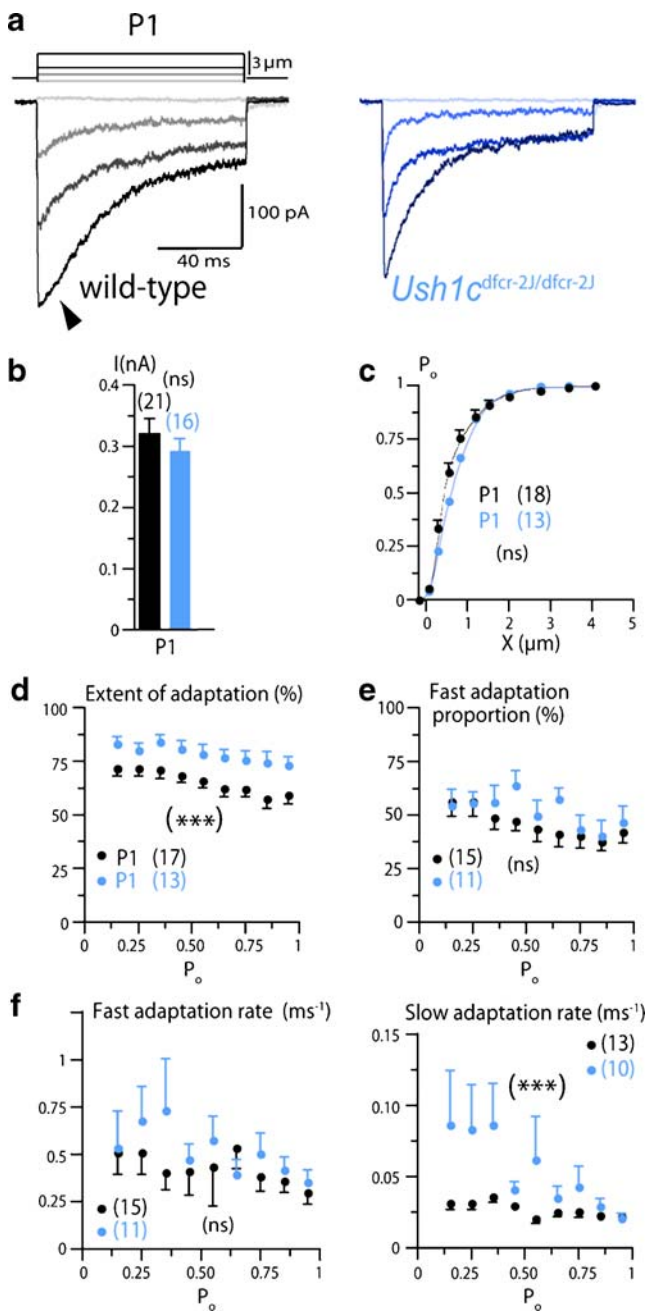 a
P1
3 µm
100 pA
40 ms
wild-type
Ush1c dfcr-2J/dfcr-2J
b
I(nA)
(ns)
(21)
(16)
0.4
0.3
0.2
0.1
0
P1
c
Po
1
0.75
0.5
0.25
0
P1 (18)
P1 (13)
(ns)
0 1 2 3 4 5
X (µm)
d
Extent of adaptation (%)
100
75
50
25
0
(***)
P1 (17)
P1 (13)
0 0.25 0.50 0.75 1
Po
e
Fast adaptation
proportion (%)
100
75
50
25
0
(15)
(11)
(ns)
0 0.25 0.50 0.75 1
Po
f
Fast adaptation rate (ms-1)
1
0.75
0.5
0.25
0
(15)
(11)
(ns)
0 0.25 0.50 0.75 1
Po
Slow adaptation rate (ms-1)
0.15
0.10
0.05
0
(13)
(10)
(***)
0 0.25 0.50 0.75 1
Po